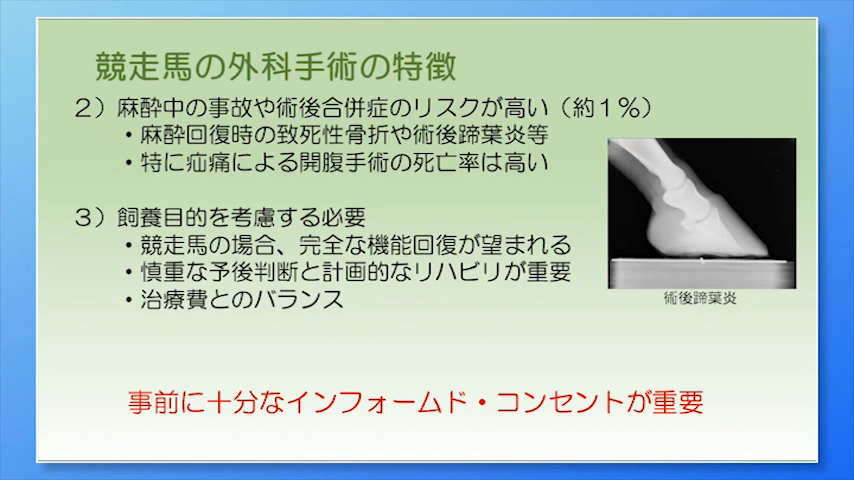 競走馬の外科手術の特徴
２）麻酔中の事故や術後合併症のリスクが高い（約１％）
・麻酔回復時の致死性骨折や術後蹄葉炎等
・特に疝痛による開腹手術の死亡率は高い
３）飼養目的を考慮する必要
・競走馬の場合、完全な機能回復が望まれる
・慎重な予後判断と計画的なリハビリが重要
・治療費とのバランス
術後蹄葉炎
事前に十分なインフォームド・コンセントが重要